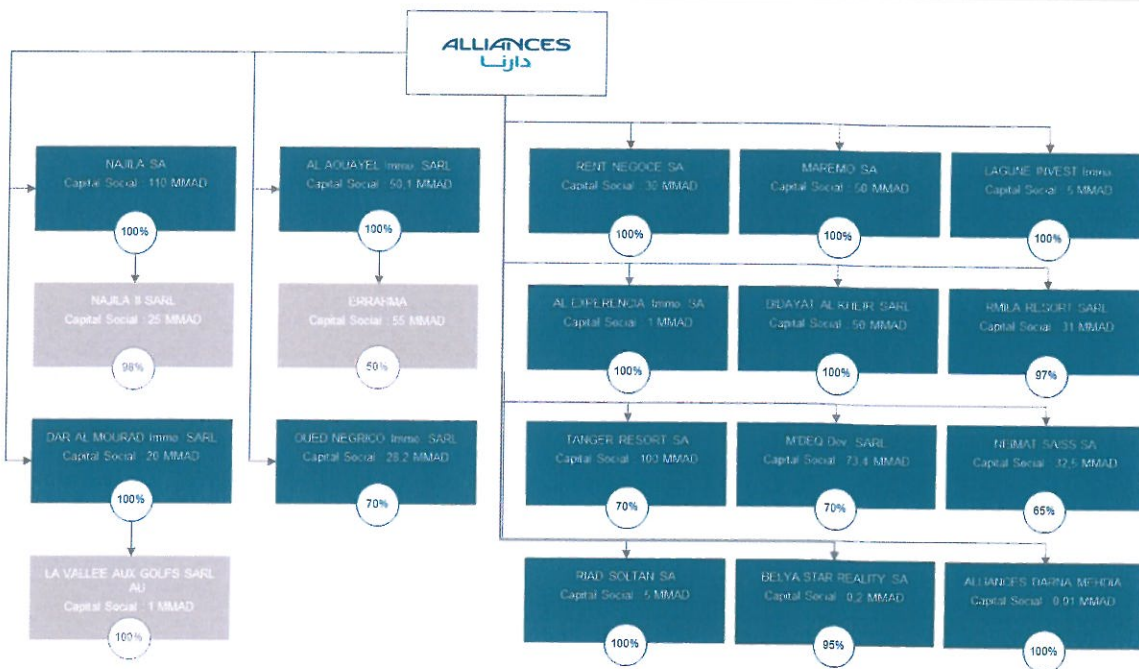 ALLIANCES
دارنا
NAJILA SA
Capital Social : 110 MMAD
100%
AL AOUAYEL Immo. SARL
Capital Social : 50,1 MMAD
100%
RENT NEGOCE SA
Capital Social : 30 MMAD
100%
MAREMO SA
Capital Social : 50 MMAD
100%
LAGUNE INVEST Immo.
Capital Social : 5 MMAD
100%
NAJILA II SARL
Capital Social : 25 MMAD
98%
ERRAHMA
Capital Social : 55 MMAD
50%
AL EXPERENCIA Immo. SA
Capital Social : 1 MMAD
100%
DIDAYAT AL KHEIR SARL
Capital Social : 50 MMAD
100%
RMILA RESORT SARL
Capital Social : 31 MMAD
97%
DAR AL MOURAD Immo. SARL
Capital Social : 20 MMAD
100%
OUED NEGRICO Immo. SARL
Capital Social : 28,2 MMAD
70%
TANGER RESORT SA
Capital Social : 100 MMAD
70%
M'DEQ Dev. SARL
Capital Social : 73,4 MMAD
70%
NEIMAT SAISS SA
Capital Social : 32,5 MMAD
65%
LA VALLEE AUX GOLFS SARL
AU
Capital Social : 1 MMAD
100%
RIAD SOLTAN SA
Capital Social : 5 MMAD
100%
BELYA STAR REALITY SA
Capital Social : 0,2 MMAD
95%
ALLIANCES DARNA MEHDIA
Capital Social : 0,01 MMAD
100%